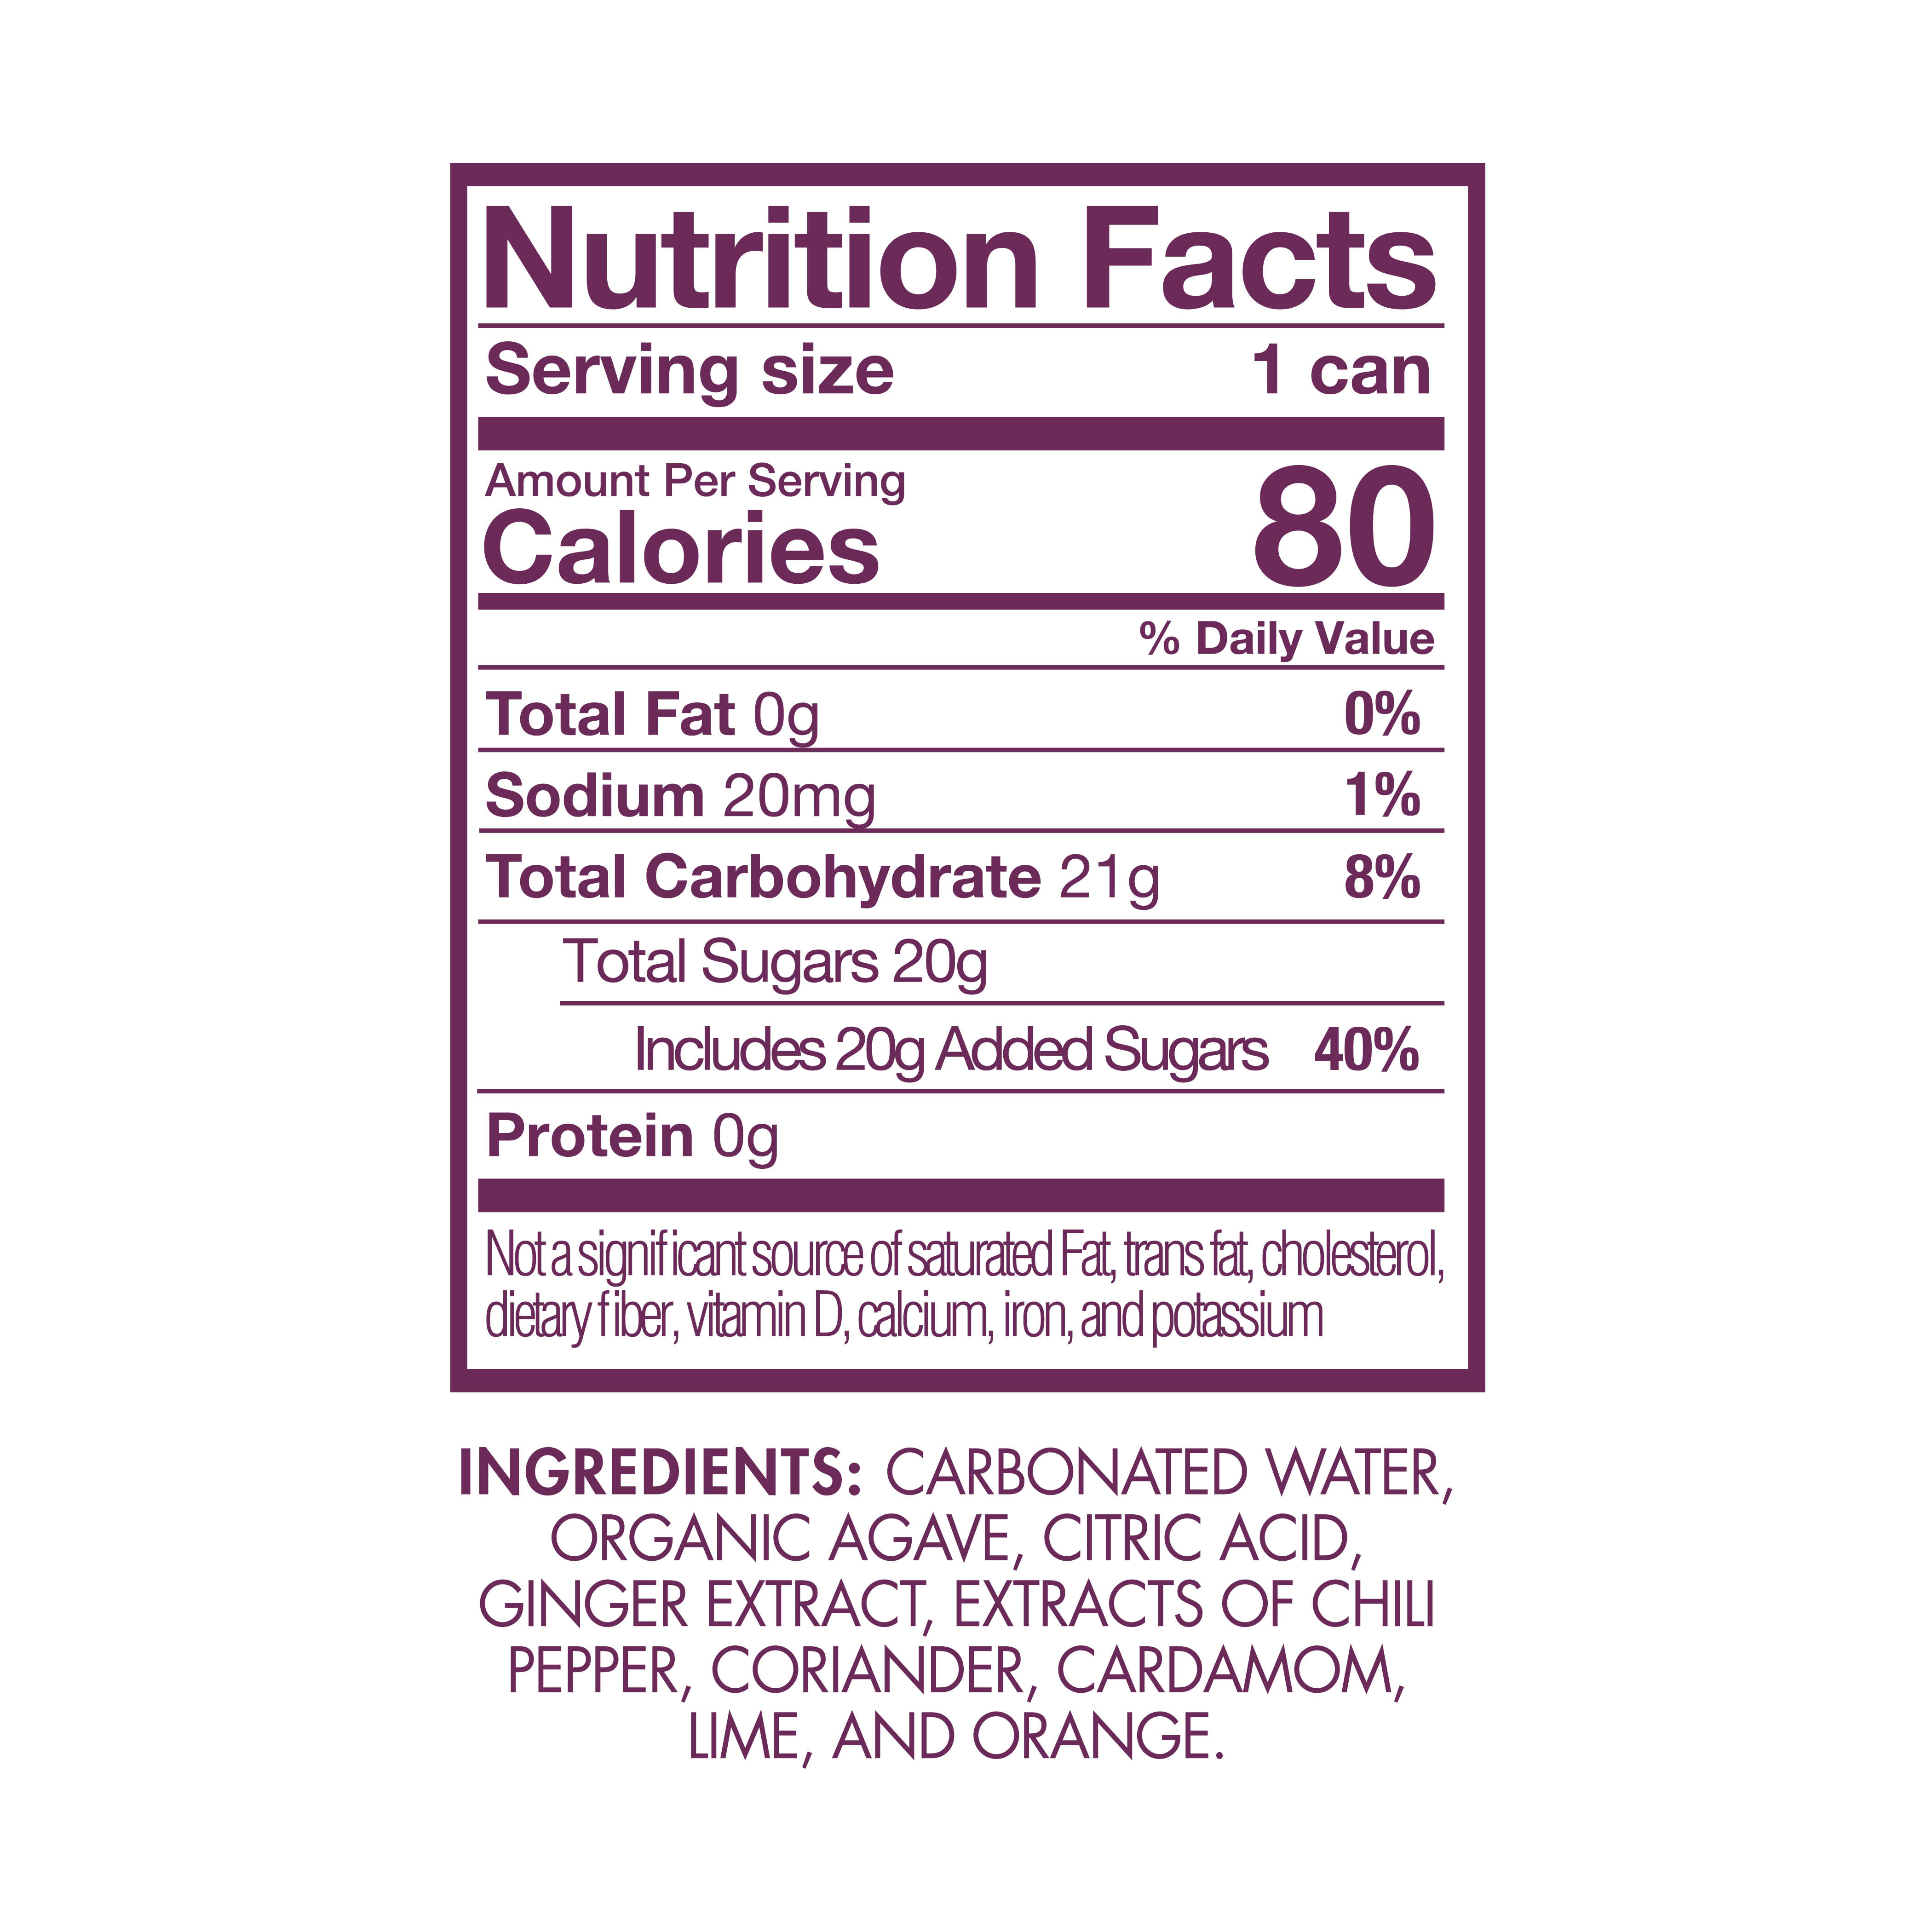 Nutrition Facts
Serving size 1 can
Amount Per Serving
Calories 80
% Daily Value
Total Fat 0g 0%
Sodium 20mg 1%
Total Carbohydrate 21g 8%
Total Sugars 20g
Includes 20g Added Sugars 40%
Protein 0g
Not a significant source of saturated Fat, trans fat, cholesterol,
dietary fiber, vitamin D, calcium, iron, and potassium
INGREDIENTS: CARBONATED WATER,
ORGANIC AGAVE, CITRIC ACID,
GINGER EXTRACT, EXTRACTS OF CHILI
PEPPER, CORIANDER, CARDAMOM,
LIME, AND ORANGE.